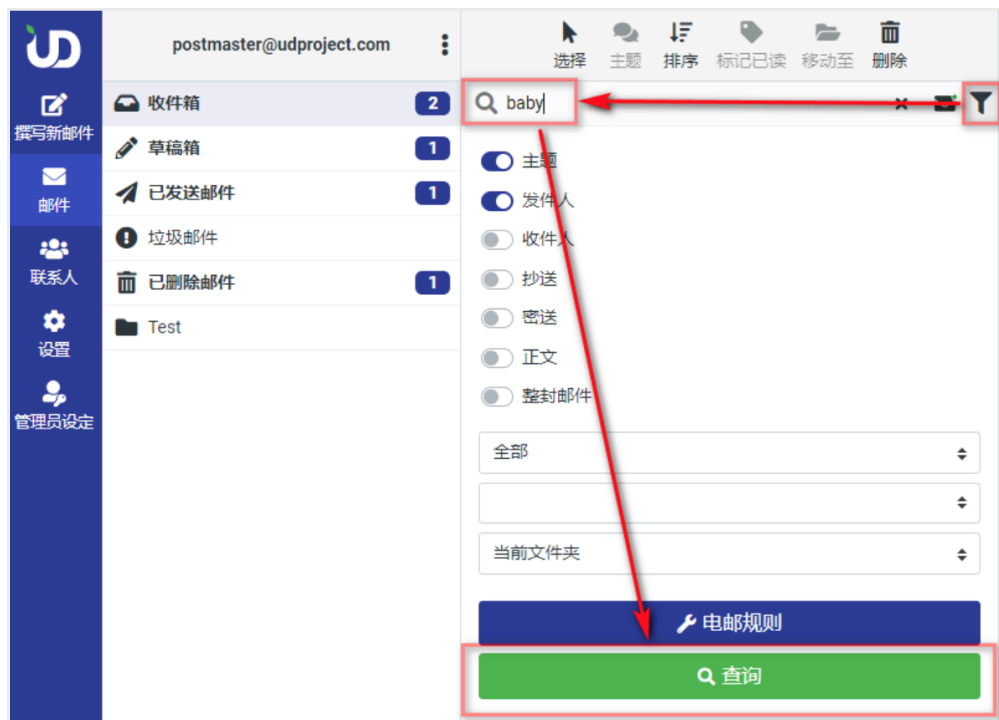 UD
撰写新邮件
邮件
联系人
设置
管理员设定
postmaster@udproject.com
收件箱 2
草稿箱 1
已发送邮件 1
垃圾邮件
已删除邮件 1
Test
选择 主题 排序 标记已读 移动至 删除
baby
主题
发件人
收件人
抄送
密送
正文
整封邮件
全部
当前文件夹
电邮规则
查询